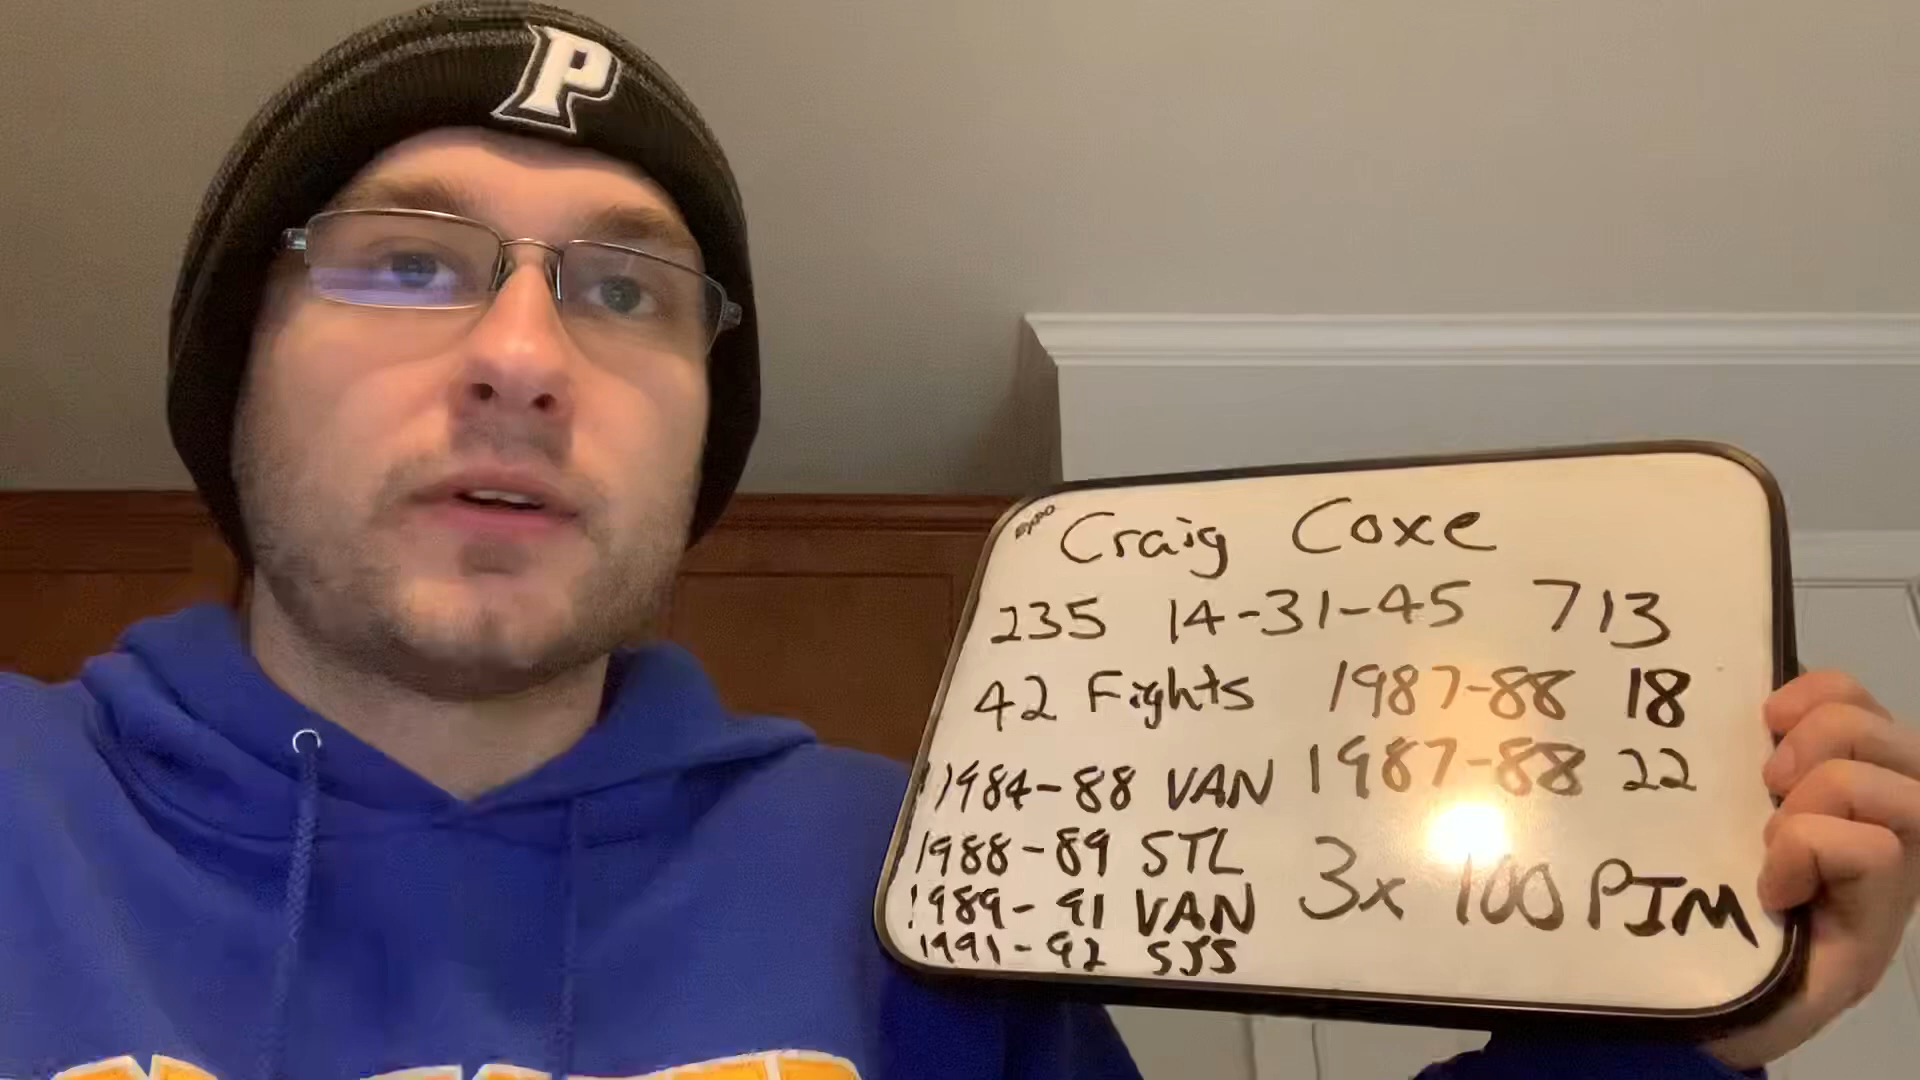 P
EXPO
Craig Coxe
235 14-31-45 713
42 Fights 1987-88 18
1984-88 VAN 1987-88 22
1988-89 STL
3x 100 PIM
1989-91 VAN
1991-92 SJS